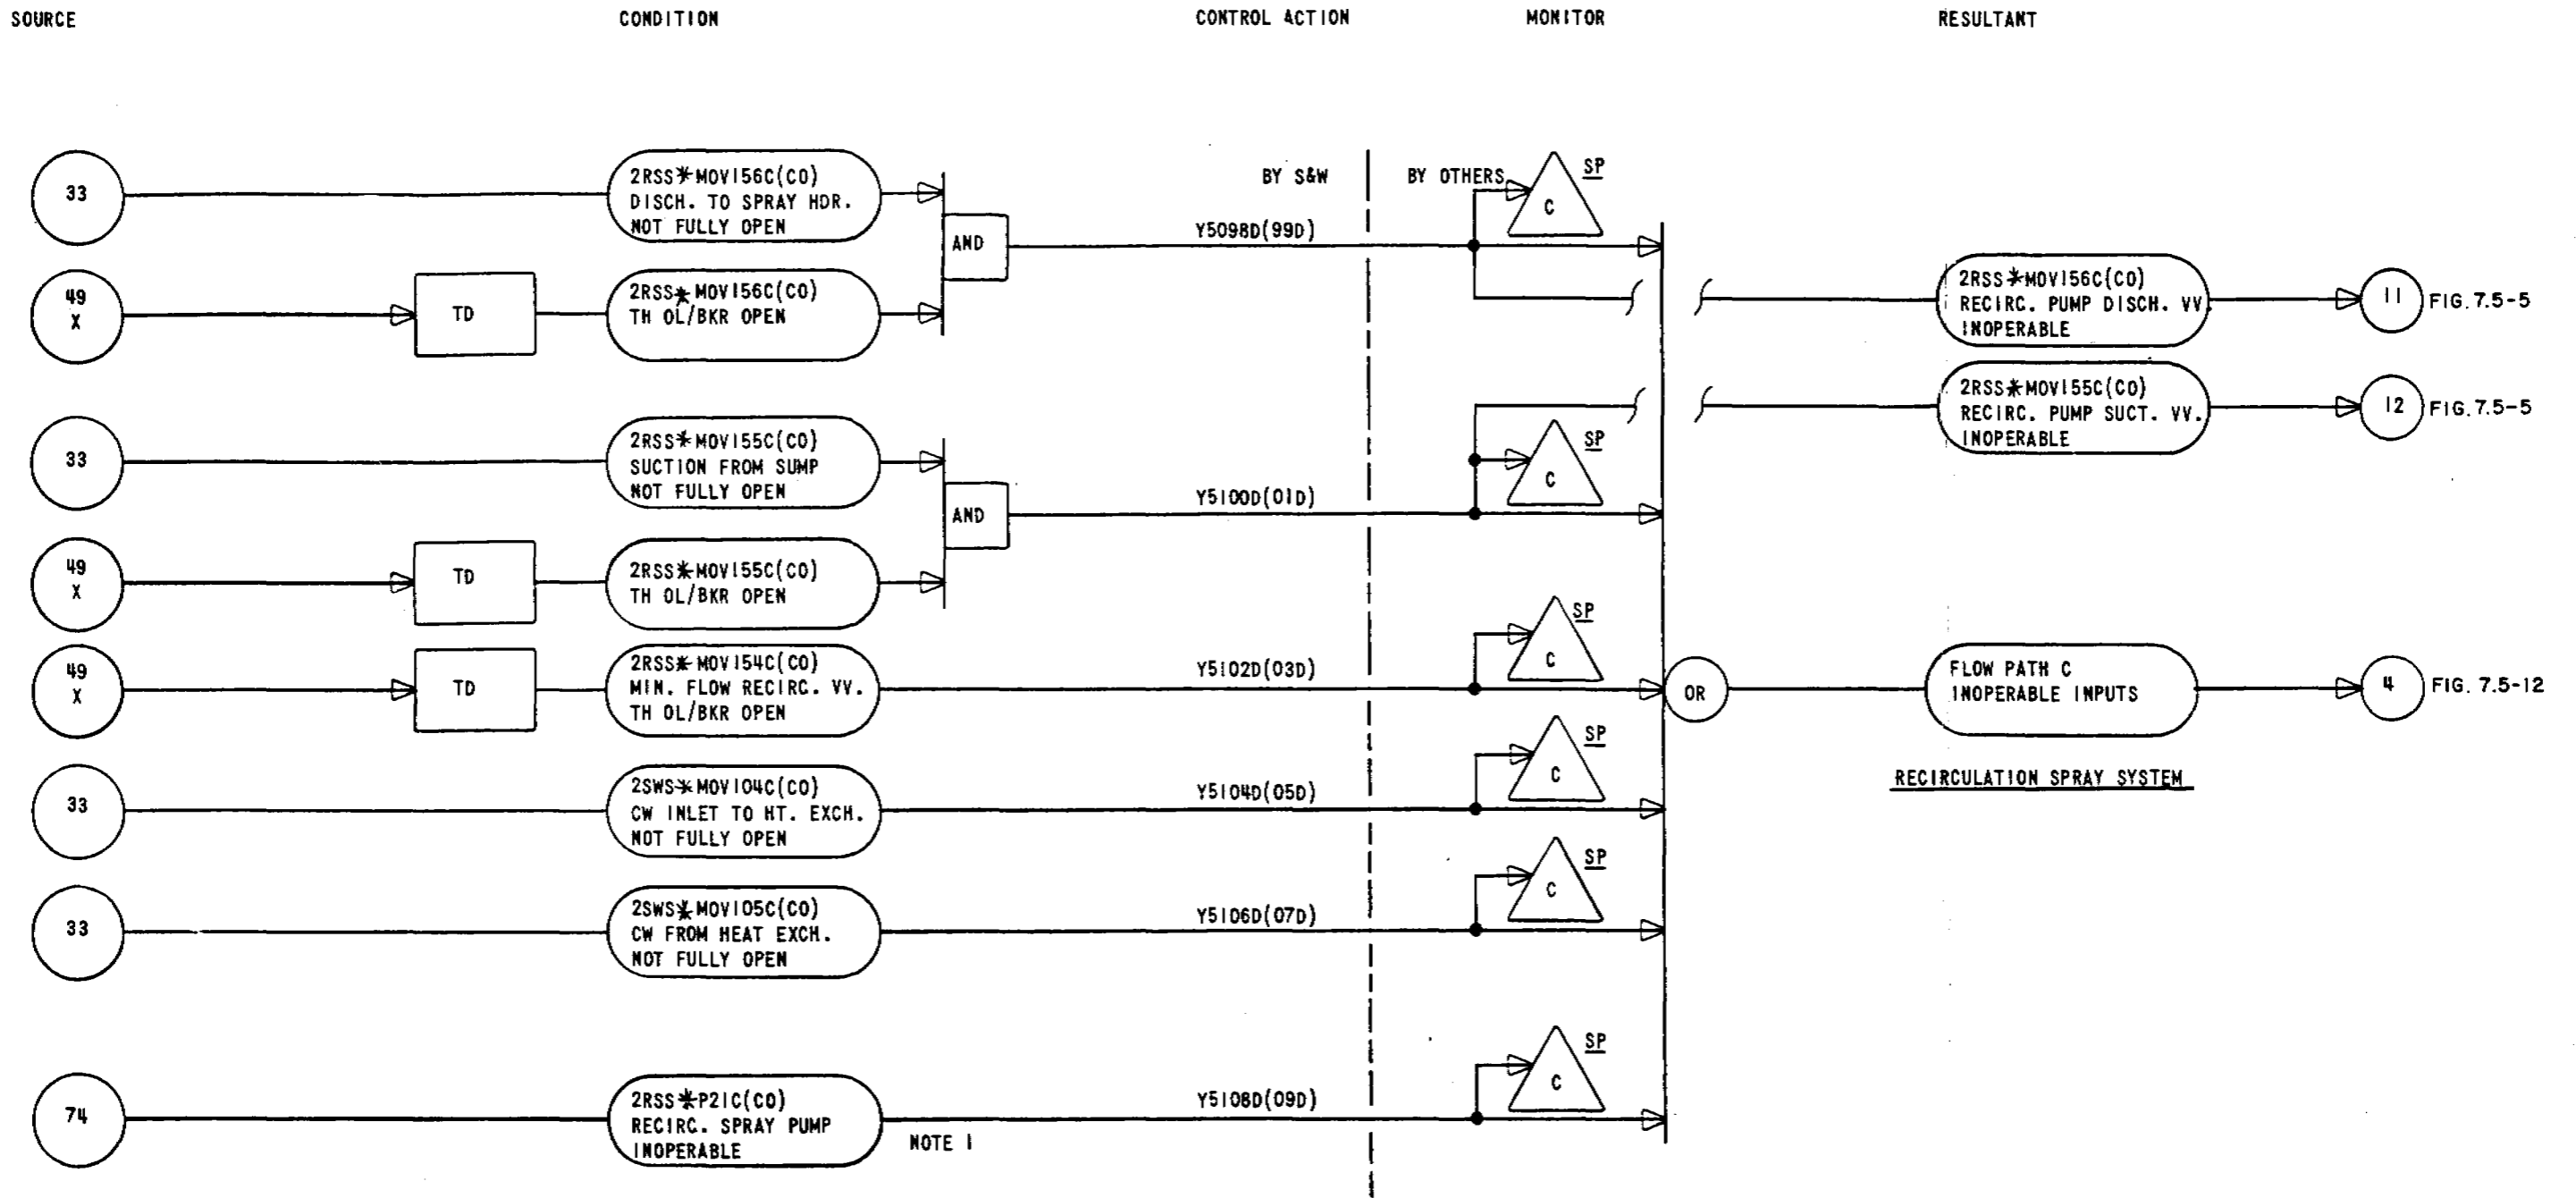 SOURCE
CONDITION
CONTROL ACTION
MONITOR
RESULTANT
33
2RSS*MOV156C(CO)
DISCH. TO SPRAY HDR.
NOT FULLY OPEN
AND
BY S&W
BY OTHERS
Y5098D(99D)
SP
C
49
X
TD
2RSS*MOV156C(CO)
TH OL/BKR OPEN
2RSS*MOV156C(CO)
RECIRC. PUMP DISCH. VV.
INOPERABLE
11
FIG. 7.5-5
2RSS*MOV155C(CO)
RECIRC. PUMP SUCT. VV.
INOPERABLE
12
FIG. 7.5-5
33
2RSS*MOV155C(CO)
SUCTION FROM SUMP
NOT FULLY OPEN
AND
Y5100D(01D)
SP
C
49
X
TD
2RSS*MOV155C(CO)
TH OL/BKR OPEN
49
X
TD
2RSS*MOV154C(CO)
MIN. FLOW RECIRC. VV.
TH OL/BKR OPEN
Y5102D(03D)
SP
C
OR
FLOW PATH C
INOPERABLE INPUTS
4
FIG. 7.5-12
RECIRCULATION SPRAY SYSTEM
33
2SWS*MOV104C(CO)
CW INLET TO HT. EXCH.
NOT FULLY OPEN
Y5104D(05D)
SP
C
33
2SWS*MOV105C(CO)
CW FROM HEAT EXCH.
NOT FULLY OPEN
Y5106D(07D)
SP
C
74
2RSS*P21C(CO)
RECIRC. SPRAY PUMP
INOPERABLE
NOTE 1
Y5108D(09D)
SP
C